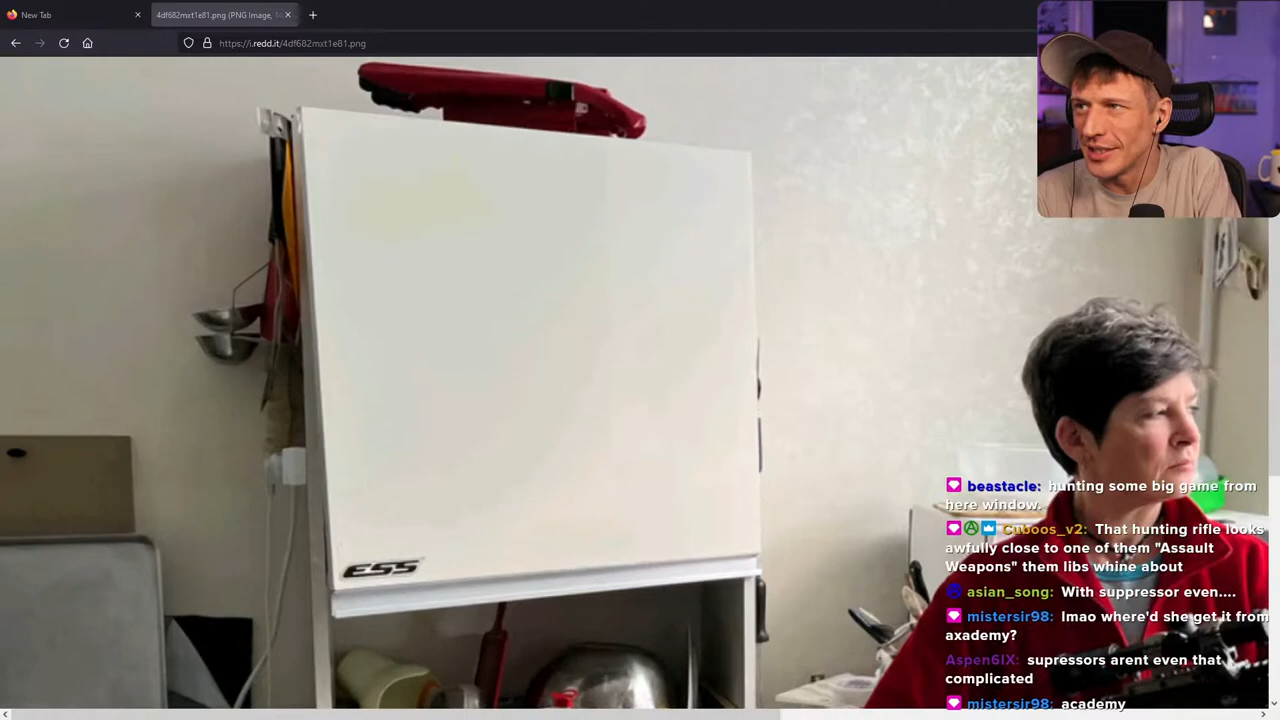 New Tab
4df682mxt1e81.png (PNG Image,
https://i.redd.it/4df682mxt1e81.png
ESS
beastacle: hunting some big game from
here window.
Cuboos_v2: That hunting rifle looks
awfully close to one of them "Assault
Weapons" them libs whine about
asian_song: With suppressor even....
mistersir98: lmao where'd she get it from
axademy?
Aspen6IX: supressors arent even that
complicated
mistersir98: academy